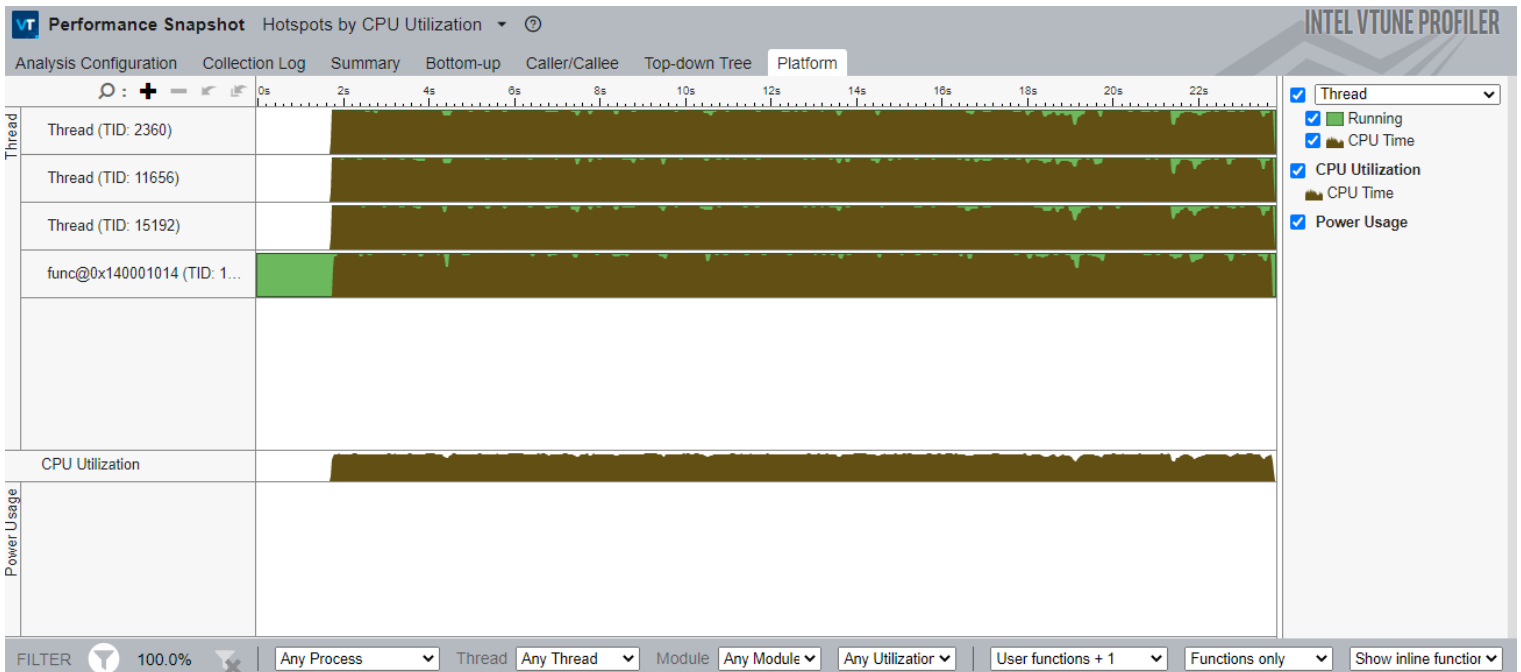 VT Performance Snapshot Hotspots by CPU Utilization ?
INTEL VTUNE PROFILER
Analysis Configuration Collection Log Summary Bottom-up Caller/Callee Top-down Tree Platform
0s 2s 4s 6s 8s 10s 12s 14s 16s 18s 20s 22s
Thread
Thread (TID: 2360)
Thread (TID: 11656)
Thread (TID: 15192)
func@0x140001014 (TID: 1...
CPU Utilization
Power Usage
Thread
Running
CPU Time
CPU Utilization
CPU Time
Power Usage
FILTER 100.0% Any Process Thread Any Thread Module Any Module Any Utilization User functions + 1 Functions only Show inline function